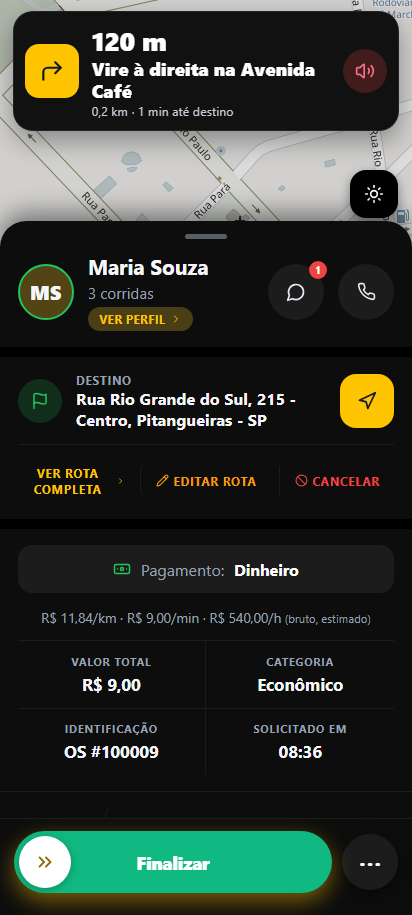 Rodovia
March
120 m
Vire à direita na Avenida
Café
0,2 km · 1 min até destino
Paulo
Rua Rio
Rua Pará
Rua Pa
MS
Maria Souza
3 corridas
VER PERFIL
1
DESTINO
Rua Rio Grande do Sul, 215 -
Centro, Pitangueiras - SP
VER ROTA
COMPLETA
EDITAR ROTA
CANCELAR
Pagamento: Dinheiro
R$ 11,84/km · R$ 9,00/min · R$ 540,00/h (bruto, estimado)
VALOR TOTAL
R$ 9,00
CATEGORIA
Econômico
IDENTIFICAÇÃO
OS #100009
SOLICITADO EM
08:36
Finalizar